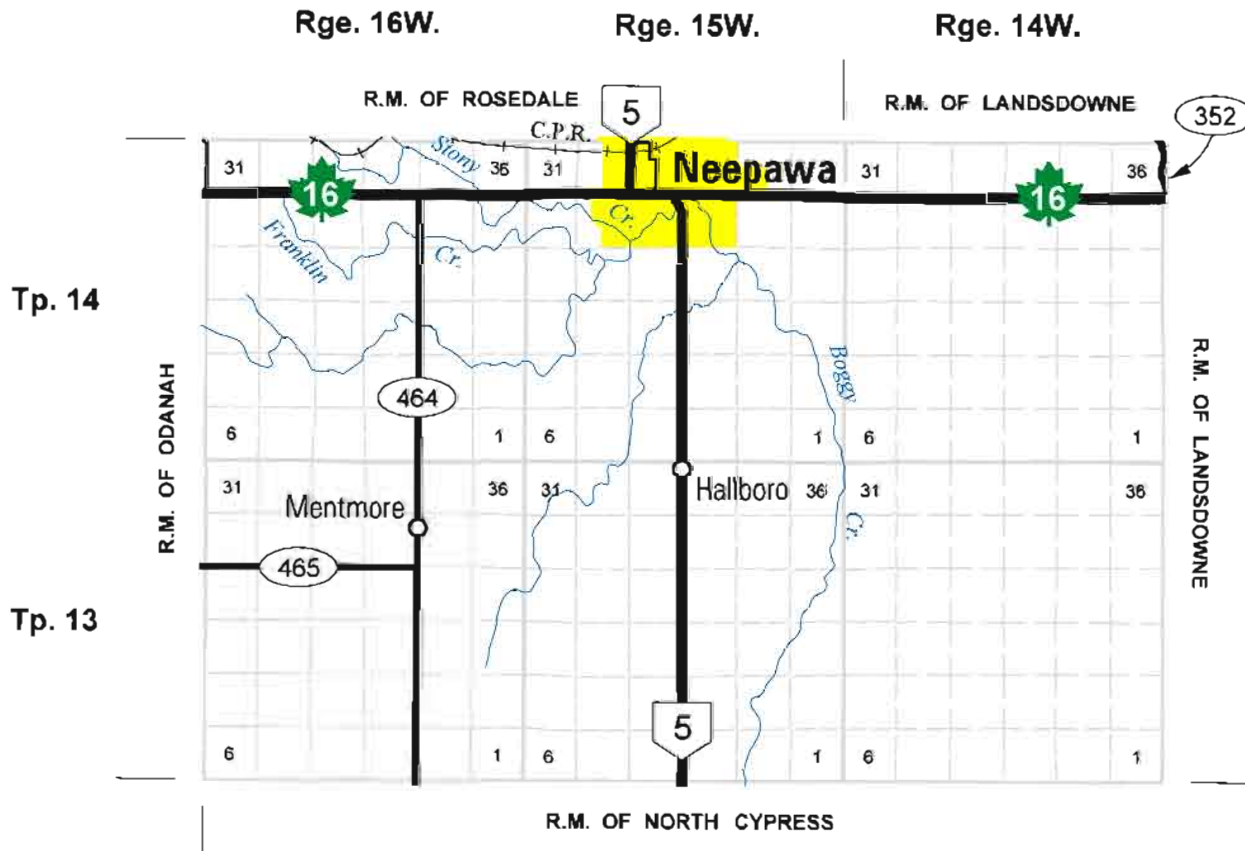 Rge. 16W. Rge. 15W. Rge. 14W.
R.M. OF ROSEDALE
5
R.M. OF LANDSDOWNE
352
C.P.R.
Stony
31 36 31 Neepawa 31 36
16 16
Cr.
Franklin
Cr.
Tp. 14
Boggy
R.M. OF ODANAH
R.M. OF LANDSDOWNE
464
6 1 6 1 6 1
31 36 31 Hallboro 36 31 36
Mentmore
Cr.
465
Tp. 13
5
6 1 6 1 6 1
R.M. OF NORTH CYPRESS